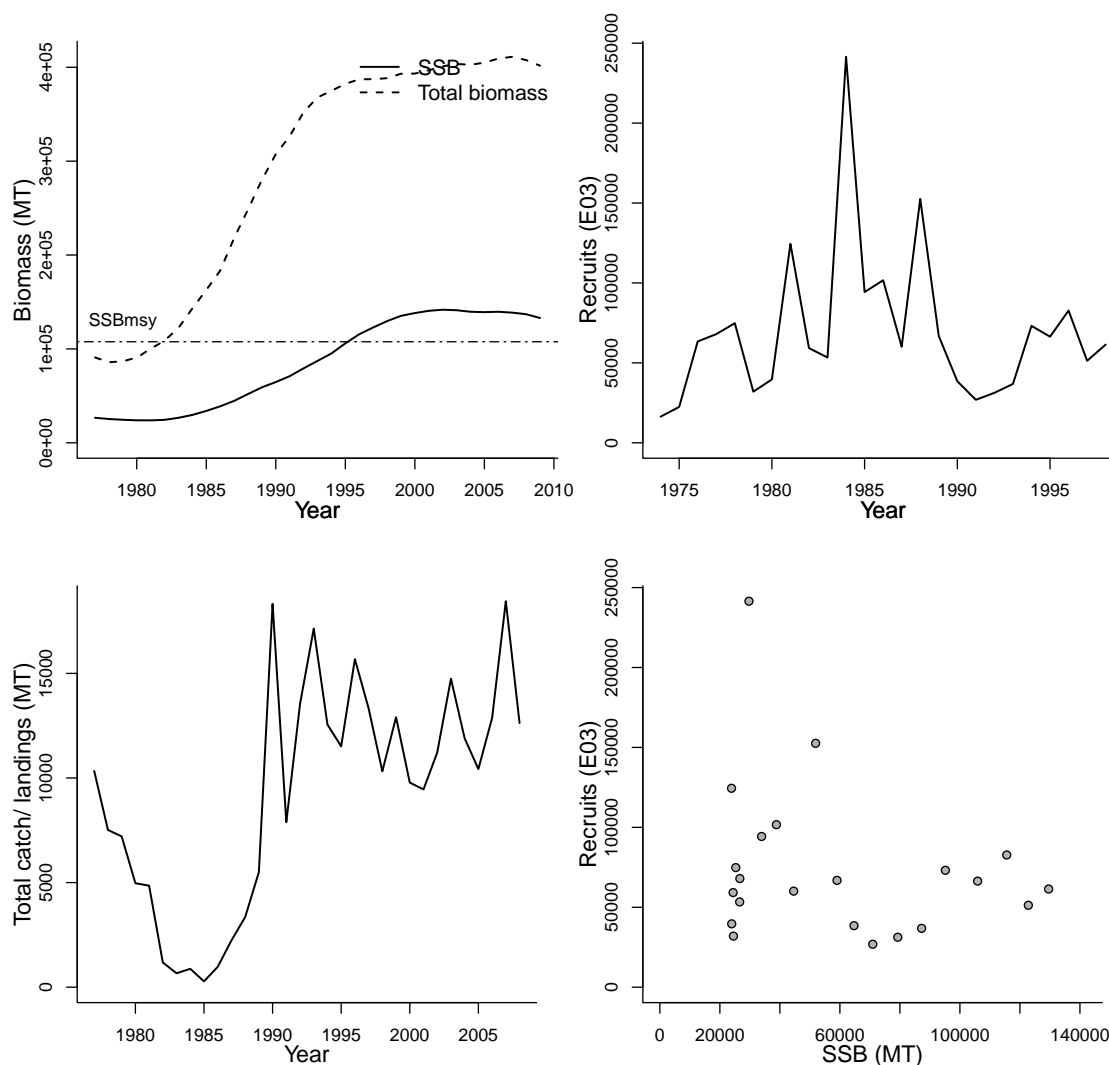 Biomass (MT)
0e+00 1e+05 2e+05 3e+05 4e+05
SSB
Total biomass
SSBmsy
1980 1985 1990 1995 2000 2005 2010
Year
Recruits (E03)
0 50000 100000 150000 200000 250000
1975 1980 1985 1990 1995
Year
Total catch/ landings (MT)
0 5000 10000 15000
1980 1985 1990 1995 2000 2005
Year
Recruits (E03)
0 50000 100000 150000 200000 250000
0 20000 60000 100000 140000
SSB (MT)